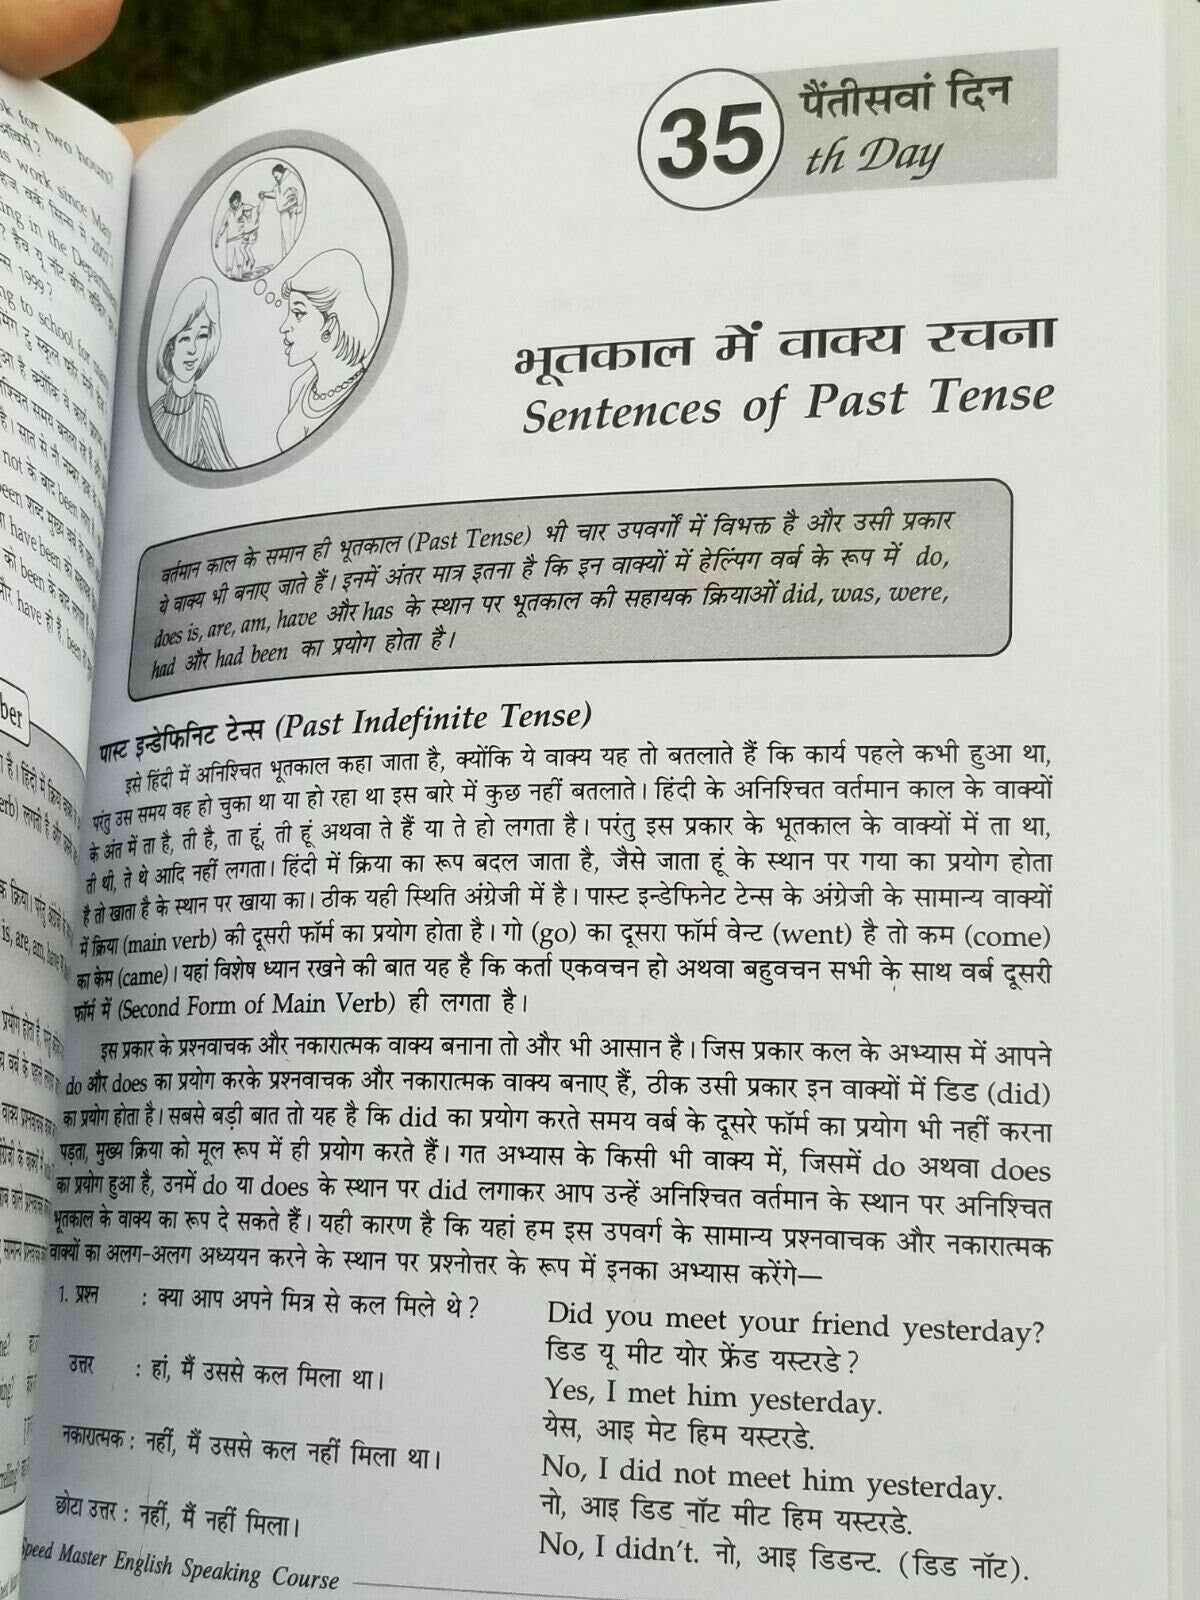 35
पैंतीसवां दिन
th Day
भूतकाल में वाक्य रचना
Sentences of Past Tense
वर्तमान काल के समान ही भूतकाल (Past Tense) भी चार उपवर्गों में विभक्त है और उसी प्रकार
ये वाक्य भी बनाए जाते हैं। इनमें अंतर मात्र इतना है कि इन वाक्यों में हेल्पिंग वर्ब के रूप में do,
does is, are, am, have और has के स्थान पर भूतकाल की सहायक क्रियाओं did, was, were,
had और had been का प्रयोग होता है।
पास्ट इन्डेफिनिट टेन्स (Past Indefinite Tense)
इसे हिंदी में अनिश्चित भूतकाल कहा जाता है, क्योंकि ये वाक्य यह तो बतलाते हैं कि कार्य पहले कभी हुआ था,
परंतु उस समय वह हो चुका था या हो रहा था इस बारे में कुछ नहीं बतलाते। हिंदी के अनिश्चित वर्तमान काल के वाक्यों
के अंत में ता है, ती है, ता हूं, ती हूं अथवा ते हैं या ते हो लगता है। परंतु इस प्रकार के भूतकाल के वाक्यों में ता था,
ती थी, ते थे आदि नहीं लगता। हिंदी में क्रिया का रूप बदल जाता है, जैसे जाता हूं के स्थान पर गया का प्रयोग होता
है तो खाता है के स्थान पर खाया का। ठीक यही स्थिति अंग्रेजी में है। पास्ट इन्डेफिनेट टेन्स के अंग्रेजी के सामान्य वाक्यों
में क्रिया (main verb) की दूसरी फॉर्म का प्रयोग होता है। गो (go) का दूसरा फॉर्म वेन्ट (went) है तो कम (come)
का केम (came)। यहां विशेष ध्यान रखने की बात यह है कि कर्ता एकवचन हो अथवा बहुवचन सभी के साथ वर्ब दूसरी
फॉर्म में (Second Form of Main Verb) ही लगता है।
इस प्रकार के प्रश्नवाचक और नकारात्मक वाक्य बनाना तो और भी आसान है। जिस प्रकार कल के अभ्यास में आपने
do और does का प्रयोग करके प्रश्नवाचक और नकारात्मक वाक्य बनाए हैं, ठीक उसी प्रकार इन वाक्यों में डिड (did)
का प्रयोग होता है। सबसे बड़ी बात तो यह है कि did का प्रयोग करते समय वर्ब के दूसरे फॉर्म का प्रयोग भी नहीं करना
पड़ता, मुख्य क्रिया को मूल रूप में ही प्रयोग करते हैं। गत अभ्यास के किसी भी वाक्य में, जिसमें do अथवा does
का प्रयोग हुआ है, उनमें do या does के स्थान पर did लगाकर आप उन्हें अनिश्चित वर्तमान के स्थान पर अनिश्चित
भूतकाल के वाक्य का रूप दे सकते हैं। यही कारण है कि यहां हम इस उपवर्ग के सामान्य प्रश्नवाचक और नकारात्मक
वाक्यों का अलग-अलग अध्ययन करने के स्थान पर प्रश्नोत्तर के रूप में इनका अभ्यास करेंगे—
1. प्रश्न : क्या आप अपने मित्र से कल मिले थे? Did you meet your friend yesterday?
डिड यू मीट योर फ्रेंड यस्टरडे?
उत्तर : हां, मैं उससे कल मिला था। Yes, I met him yesterday.
येस, आइ मेट हिम यस्टरडे.
नकारात्मक : नहीं, मैं उससे कल नहीं मिला था। No, I did not meet him yesterday.
नो, आइ डिड नॉट मीट हिम यस्टरडे.
छोटा उत्तर : नहीं, मैं नहीं मिला। No, I didn't. नो, आइ डिडन्ट. (डिड नॉट).
Speed Master English Speaking Course